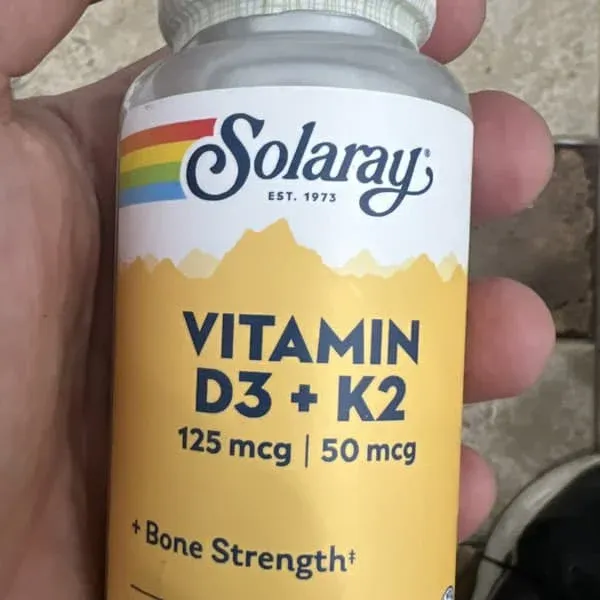 Solaray®
EST. 1973
VITAMIN
D3 + K2
125 mcg | 50 mcg
+ Bone Strength‡